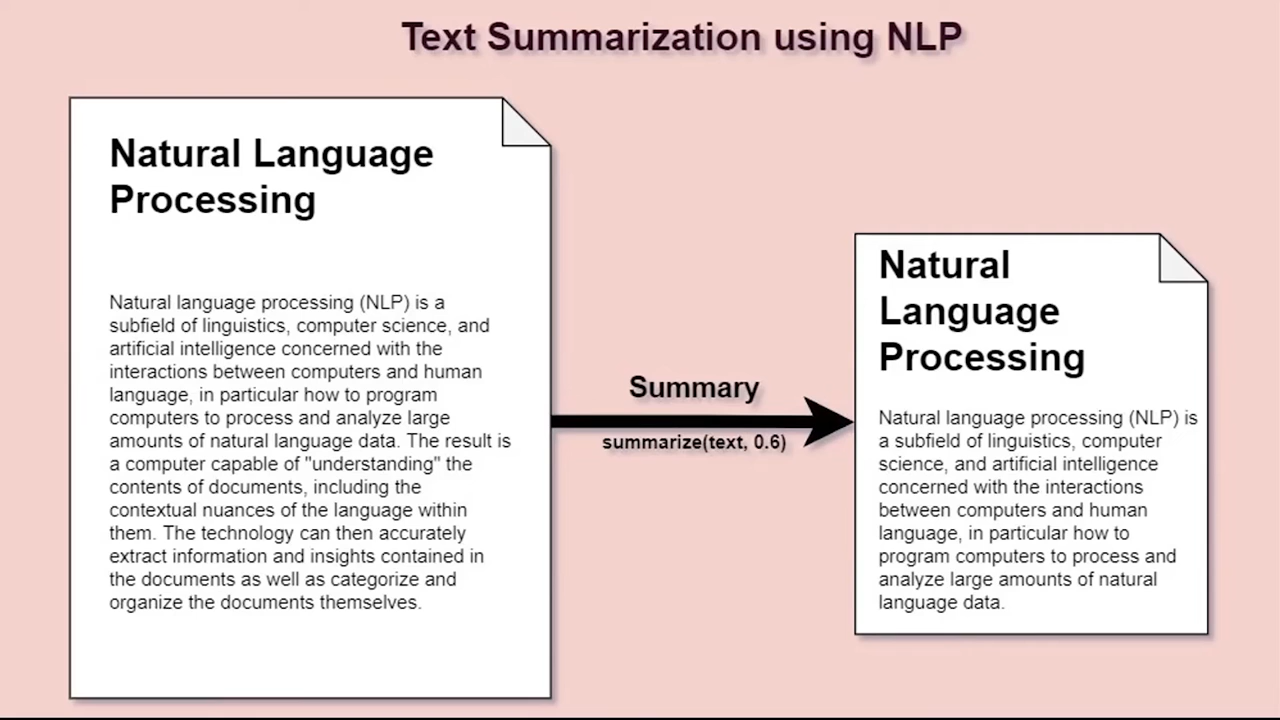 Text Summarization using NLP
Natural Language
Processing
Natural language processing (NLP) is a
subfield of linguistics, computer science, and
artificial intelligence concerned with the
interactions between computers and human
language, in particular how to program
computers to process and analyze large
amounts of natural language data. The result is
a computer capable of "understanding" the
contents of documents, including the
contextual nuances of the language within
them. The technology can then accurately
extract information and insights contained in
the documents as well as categorize and
organize the documents themselves.
Summary
summarize(text, 0.6)
Natural
Language
Processing
Natural language processing (NLP) is
a subfield of linguistics, computer
science, and artificial intelligence
concerned with the interactions
between computers and human
language, in particular how to
program computers to process and
analyze large amounts of natural
language data.